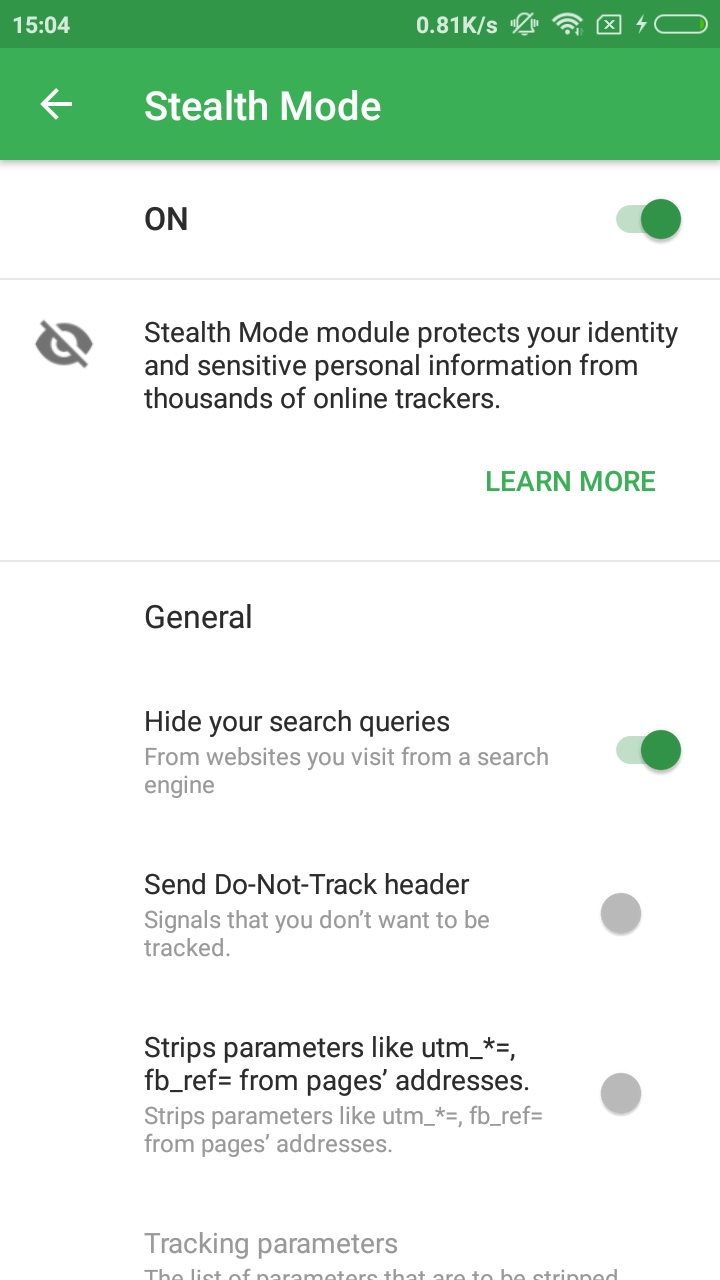 15:04 0.81K/s
Stealth Mode
ON
Stealth Mode module protects your identity
and sensitive personal information from
thousands of online trackers.
LEARN MORE
General
Hide your search queries
From websites you visit from a search
engine
Send Do-Not-Track header
Signals that you don’t want to be
tracked.
Strips parameters like utm_*=,
fb_ref= from pages’ addresses.
Strips parameters like utm_*=, fb_ref=
from pages’ addresses.
Tracking parameters
The list of parameters that are to be stripped